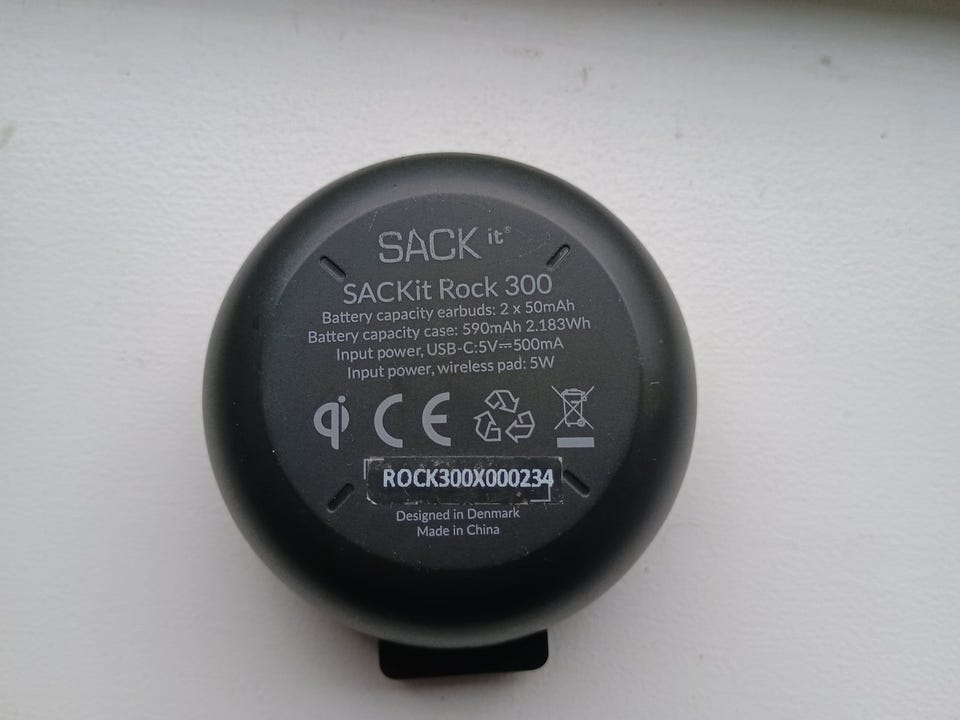 SACK it®
SACKit Rock 300
Battery capacity earbuds: 2 x 50mAh
Battery capacity case: 590mAh 2.183Wh
Input power, USB-C:5V⎓500mA
Input power, wireless pad: 5W
qi CE
ROCK300X000234
Designed in Denmark
Made in China